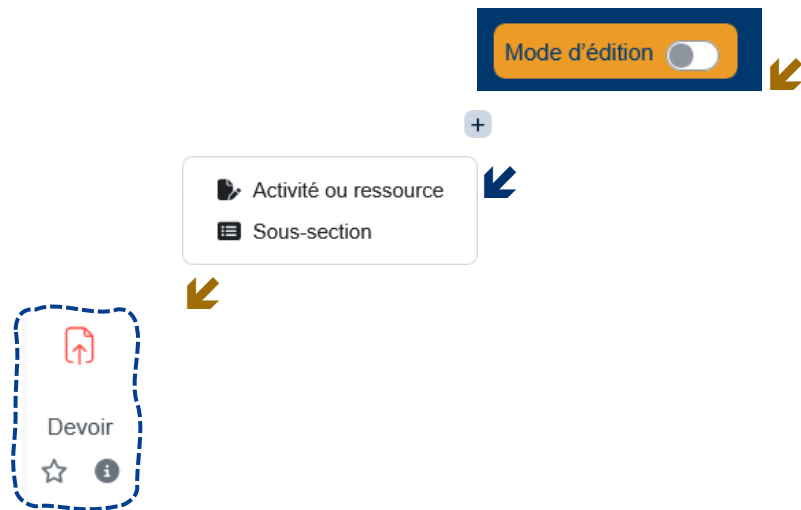 Mode d'édition
+
Activité ou ressource
Sous-section
Devoir